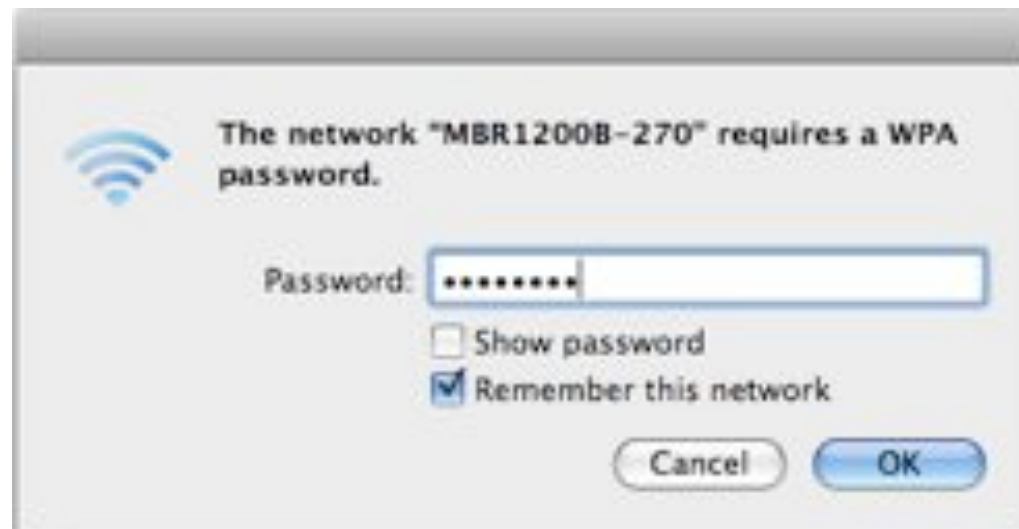 The network "MBR1200B-270" requires a WPA
password.
Password: ••••••••
Show password
Remember this network
Cancel OK